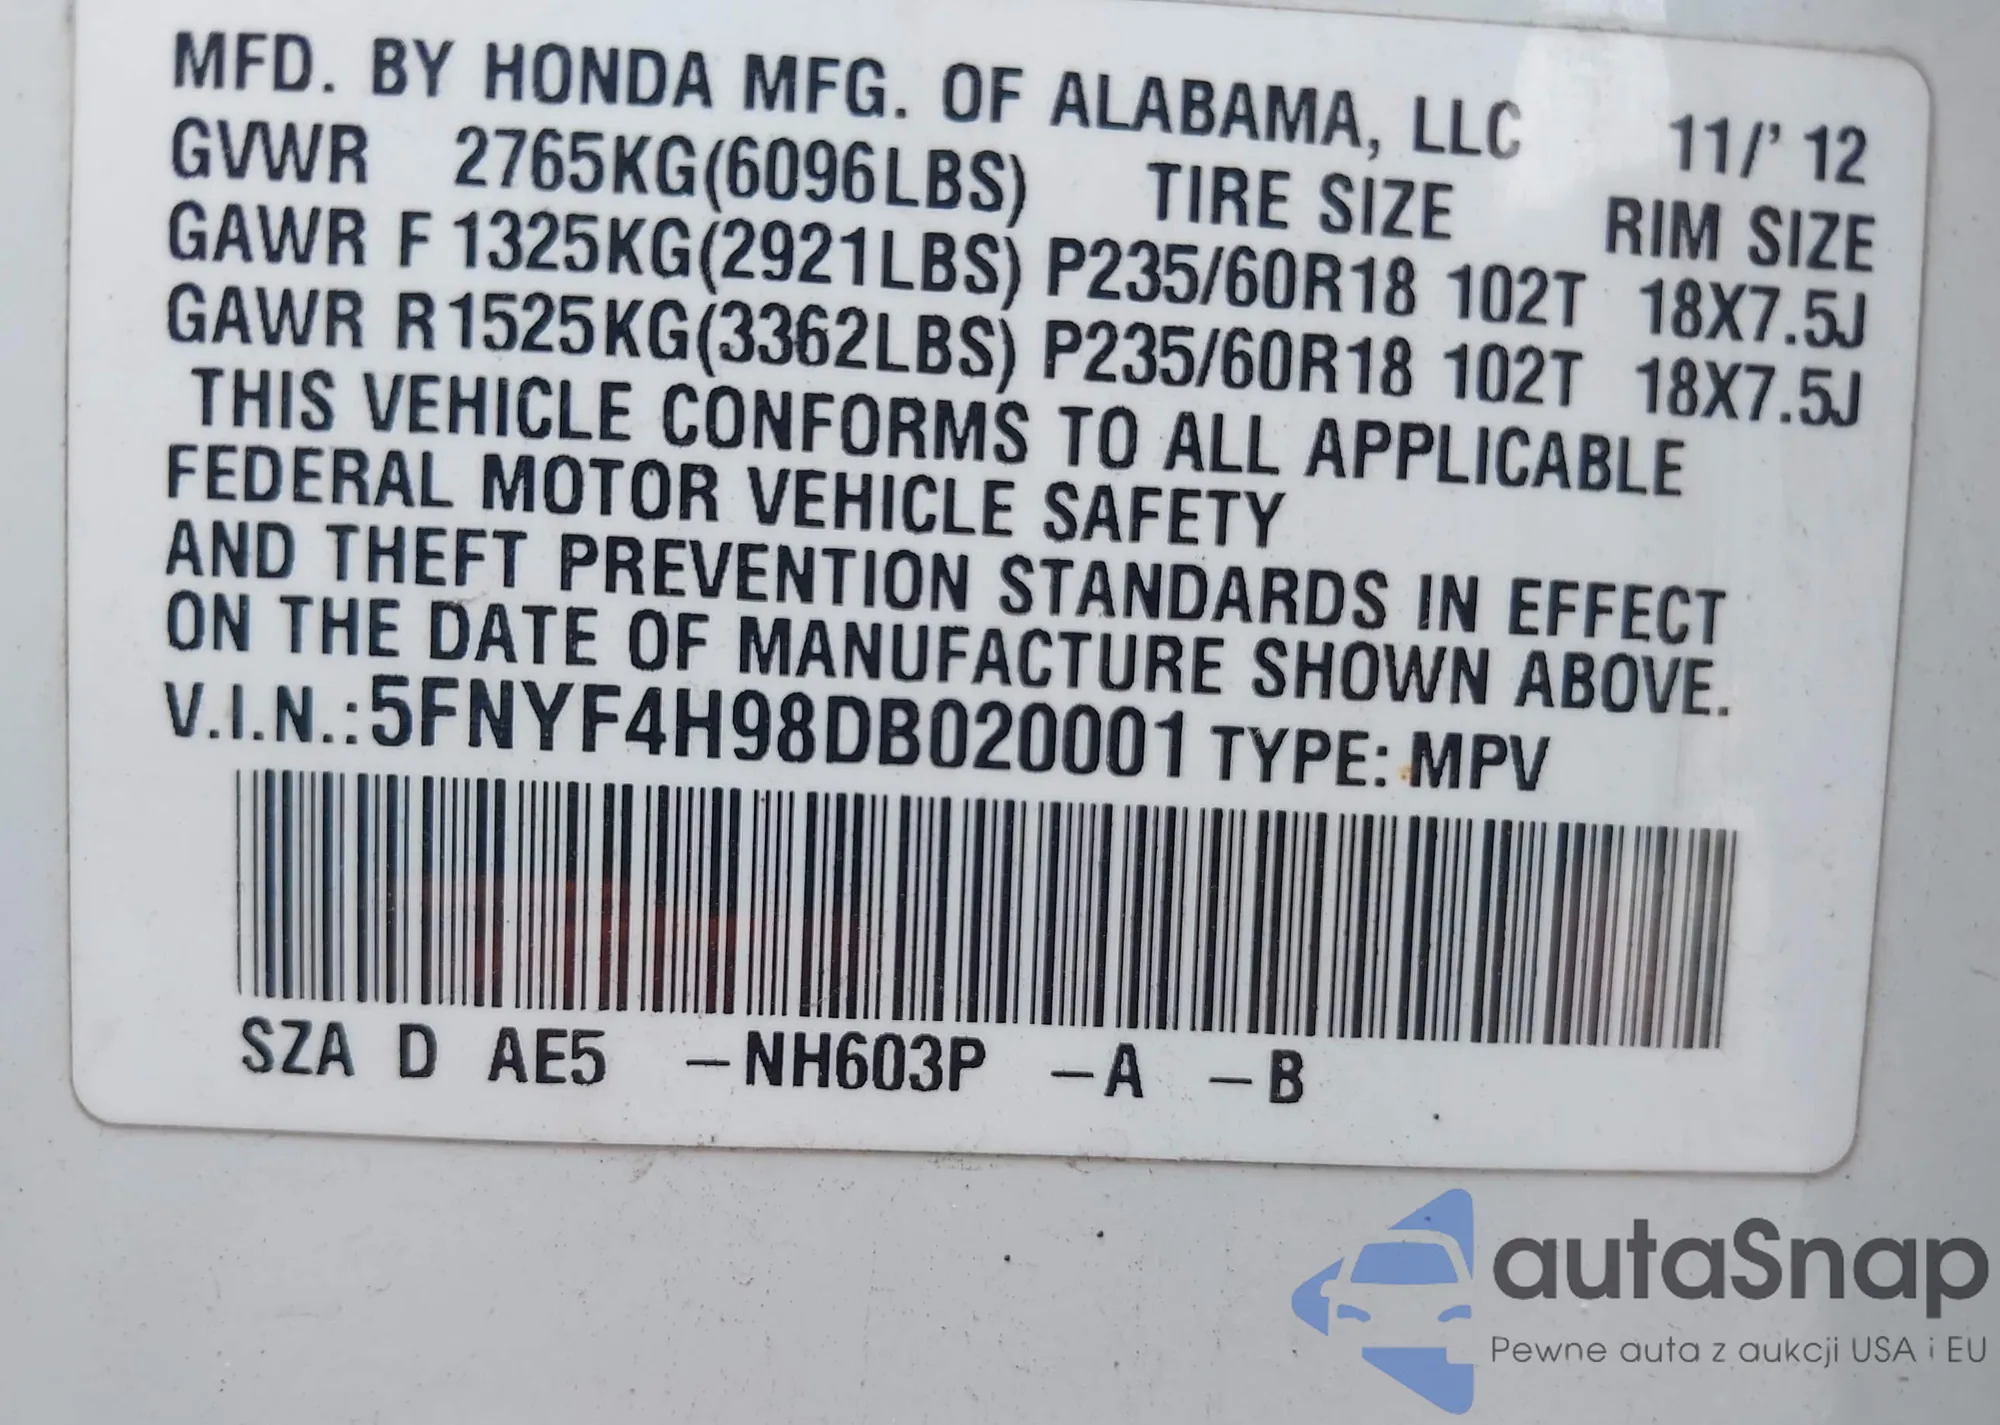 MFD. BY HONDA MFG. OF ALABAMA, LLC 11/' 12
GVWR 2765KG(6096LBS) TIRE SIZE RIM SIZE
GAWR F 1325KG(2921LBS) P235/60R18 102T 18X7.5J
GAWR R 1525KG(3362LBS) P235/60R18 102T 18X7.5J
THIS VEHICLE CONFORMS TO ALL APPLICABLE
FEDERAL MOTOR VEHICLE SAFETY
AND THEFT PREVENTION STANDARDS IN EFFECT
ON THE DATE OF MANUFACTURE SHOWN ABOVE.
V.I.N.: 5FNYF4H98DB020001 TYPE: MPV
SZA D AE5 –NH603P –A –B
autaSnap
Pewne auta z aukcji USA i EU